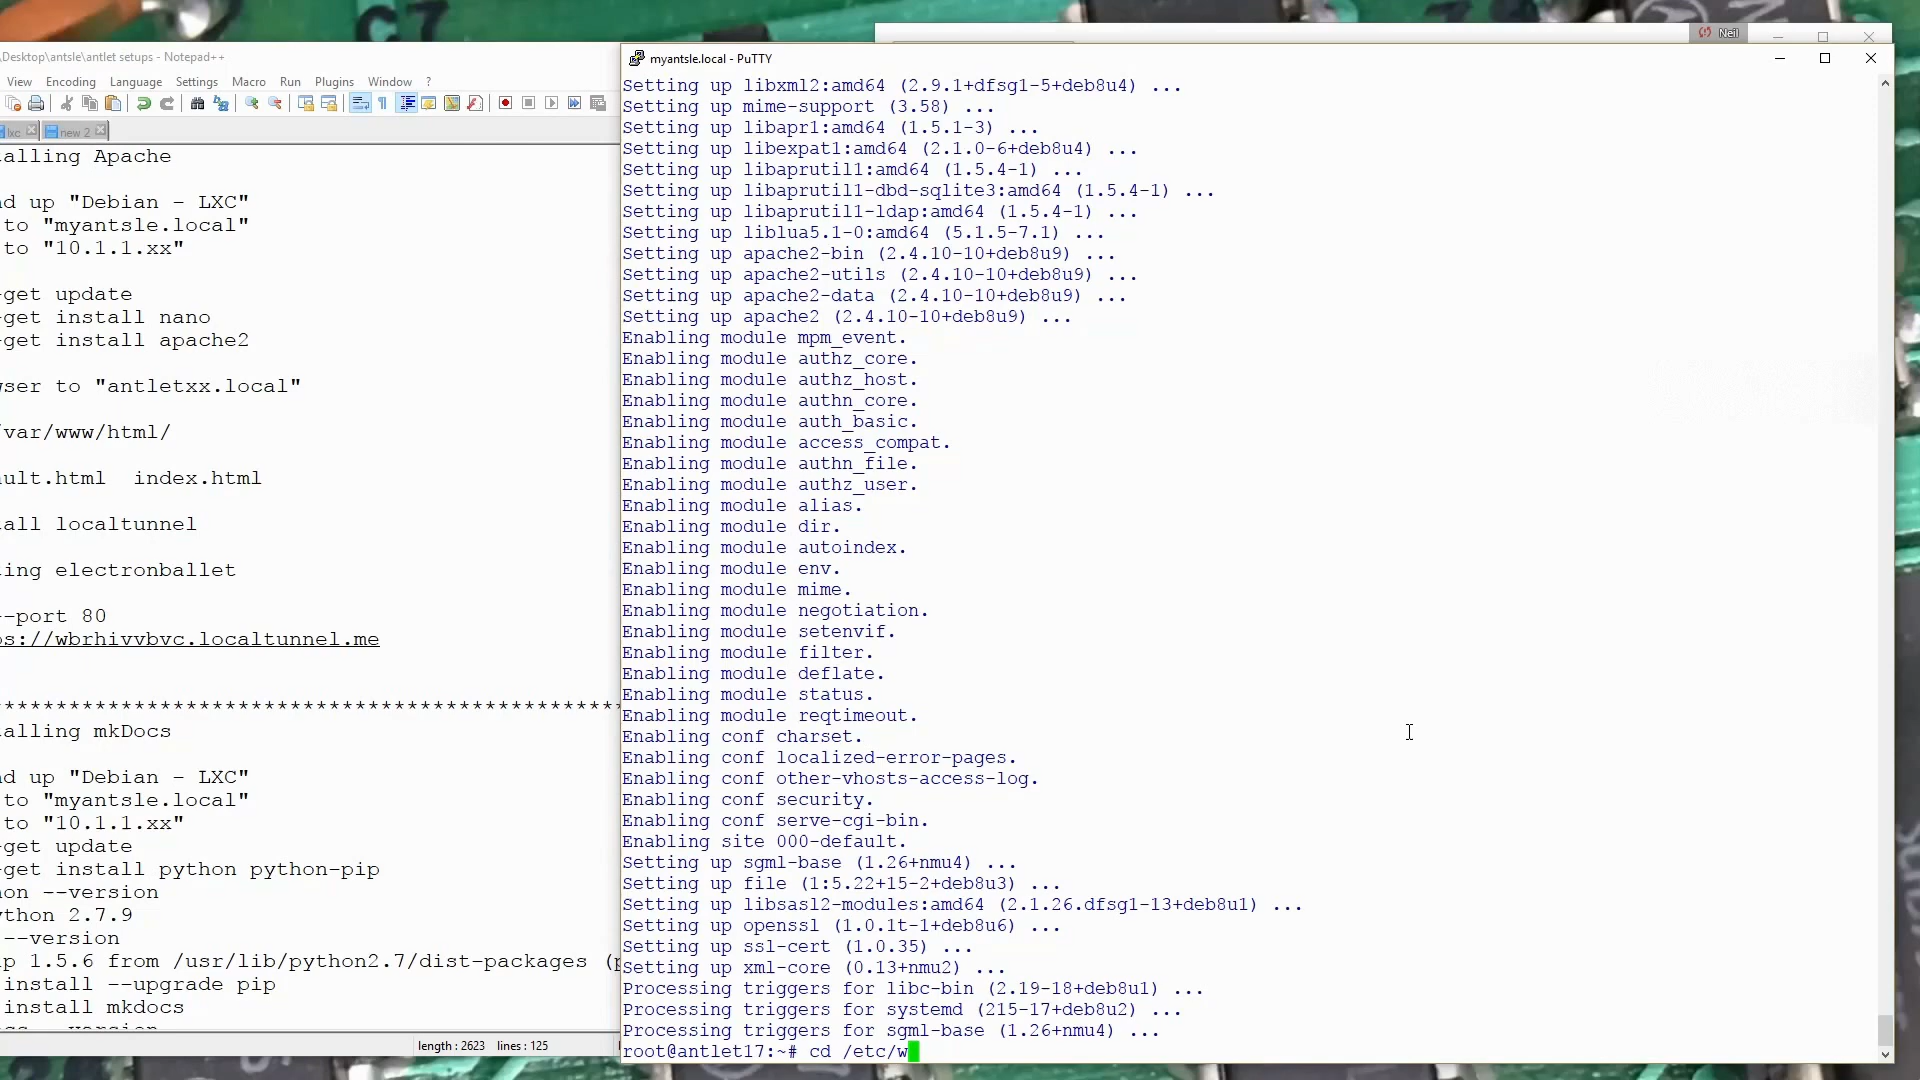 Neil
Desktop\antsle\antlet setups - Notepad++
View Encoding Language Settings Macro Run Plugins Window ?
lxc new 2
alling Apache
nd up "Debian - LXC"
to "myantsle.local"
to "10.1.1.xx"
-get update
-get install nano
-get install apache2
wser to "antletxx.local"
/var/www/html/
ult.html index.html
tall localtunnel
ing electronballet
--port 80
ps://wbrhivvbvc.localtunnel.me
****************************************************
alling mkDocs
nd up "Debian - LXC"
to "myantsle.local"
to "10.1.1.xx"
-get update
-get install python python-pip
hon --version
ython 2.7.9
--version
ip 1.5.6 from /usr/lib/python2.7/dist-packages (p
install --upgrade pip
install mkdocs
length : 2623 lines : 125
myantsle.local - PuTTY
Setting up libxml2:amd64 (2.9.1+dfsg1-5+deb8u4) ...
Setting up mime-support (3.58) ...
Setting up libapr1:amd64 (1.5.1-3) ...
Setting up libexpat1:amd64 (2.1.0-6+deb8u4) ...
Setting up libaprutil1:amd64 (1.5.4-1) ...
Setting up libaprutil1-dbd-sqlite3:amd64 (1.5.4-1) ...
Setting up libaprutil1-ldap:amd64 (1.5.4-1) ...
Setting up liblua5.1-0:amd64 (5.1.5-7.1) ...
Setting up apache2-bin (2.4.10-10+deb8u9) ...
Setting up apache2-utils (2.4.10-10+deb8u9) ...
Setting up apache2-data (2.4.10-10+deb8u9) ...
Setting up apache2 (2.4.10-10+deb8u9) ...
Enabling module mpm_event.
Enabling module authz_core.
Enabling module authz_host.
Enabling module authn_core.
Enabling module auth_basic.
Enabling module access_compat.
Enabling module authn_file.
Enabling module authz_user.
Enabling module alias.
Enabling module dir.
Enabling module autoindex.
Enabling module env.
Enabling module mime.
Enabling module negotiation.
Enabling module setenvif.
Enabling module filter.
Enabling module deflate.
Enabling module status.
Enabling module reqtimeout.
Enabling conf charset.
Enabling conf localized-error-pages.
Enabling conf other-vhosts-access-log.
Enabling conf security.
Enabling conf serve-cgi-bin.
Enabling site 000-default.
Setting up sgml-base (1.26+nmu4) ...
Setting up file (1:5.22+15-2+deb8u3) ...
Setting up libsasl2-modules:amd64 (2.1.26.dfsg1-13+deb8u1) ...
Setting up openssl (1.0.1t-1+deb8u6) ...
Setting up ssl-cert (1.0.35) ...
Setting up xml-core (0.13+nmu2) ...
Processing triggers for libc-bin (2.19-18+deb8u1) ...
Processing triggers for systemd (215-17+deb8u2) ...
Processing triggers for sgml-base (1.26+nmu4) ...
root@antlet17:~# cd /etc/w